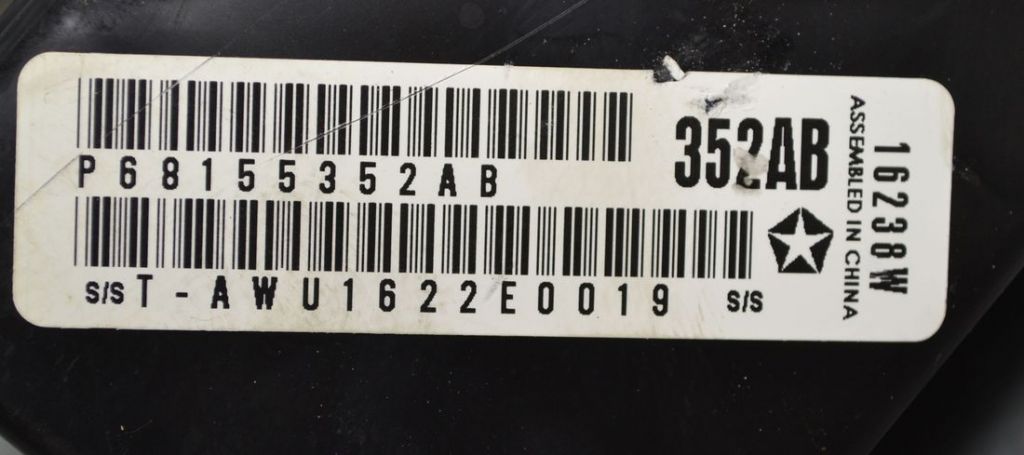 P68155352AB
352AB
S/S T-AWU1622E0019 S/S
ASSEMBLED IN CHINA
16238W